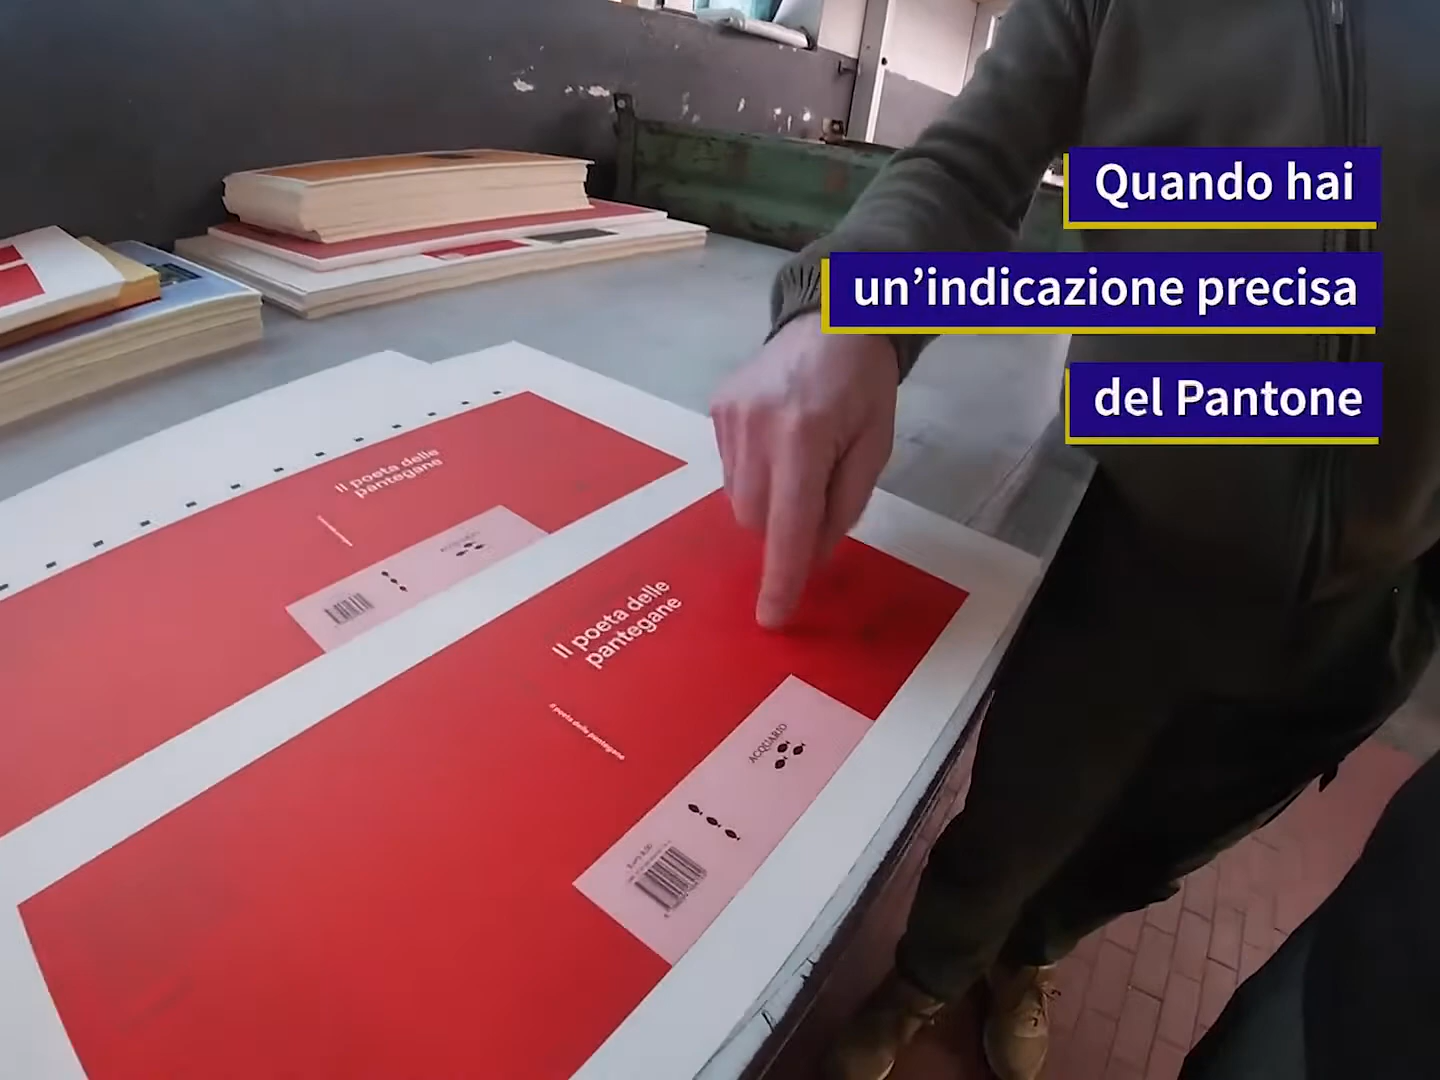 Quando hai
un’indicazione precisa
del Pantone
Il poeta delle
pantegane
Il poeta delle
pantegane
il poeta delle pantegane
ACQUARIO